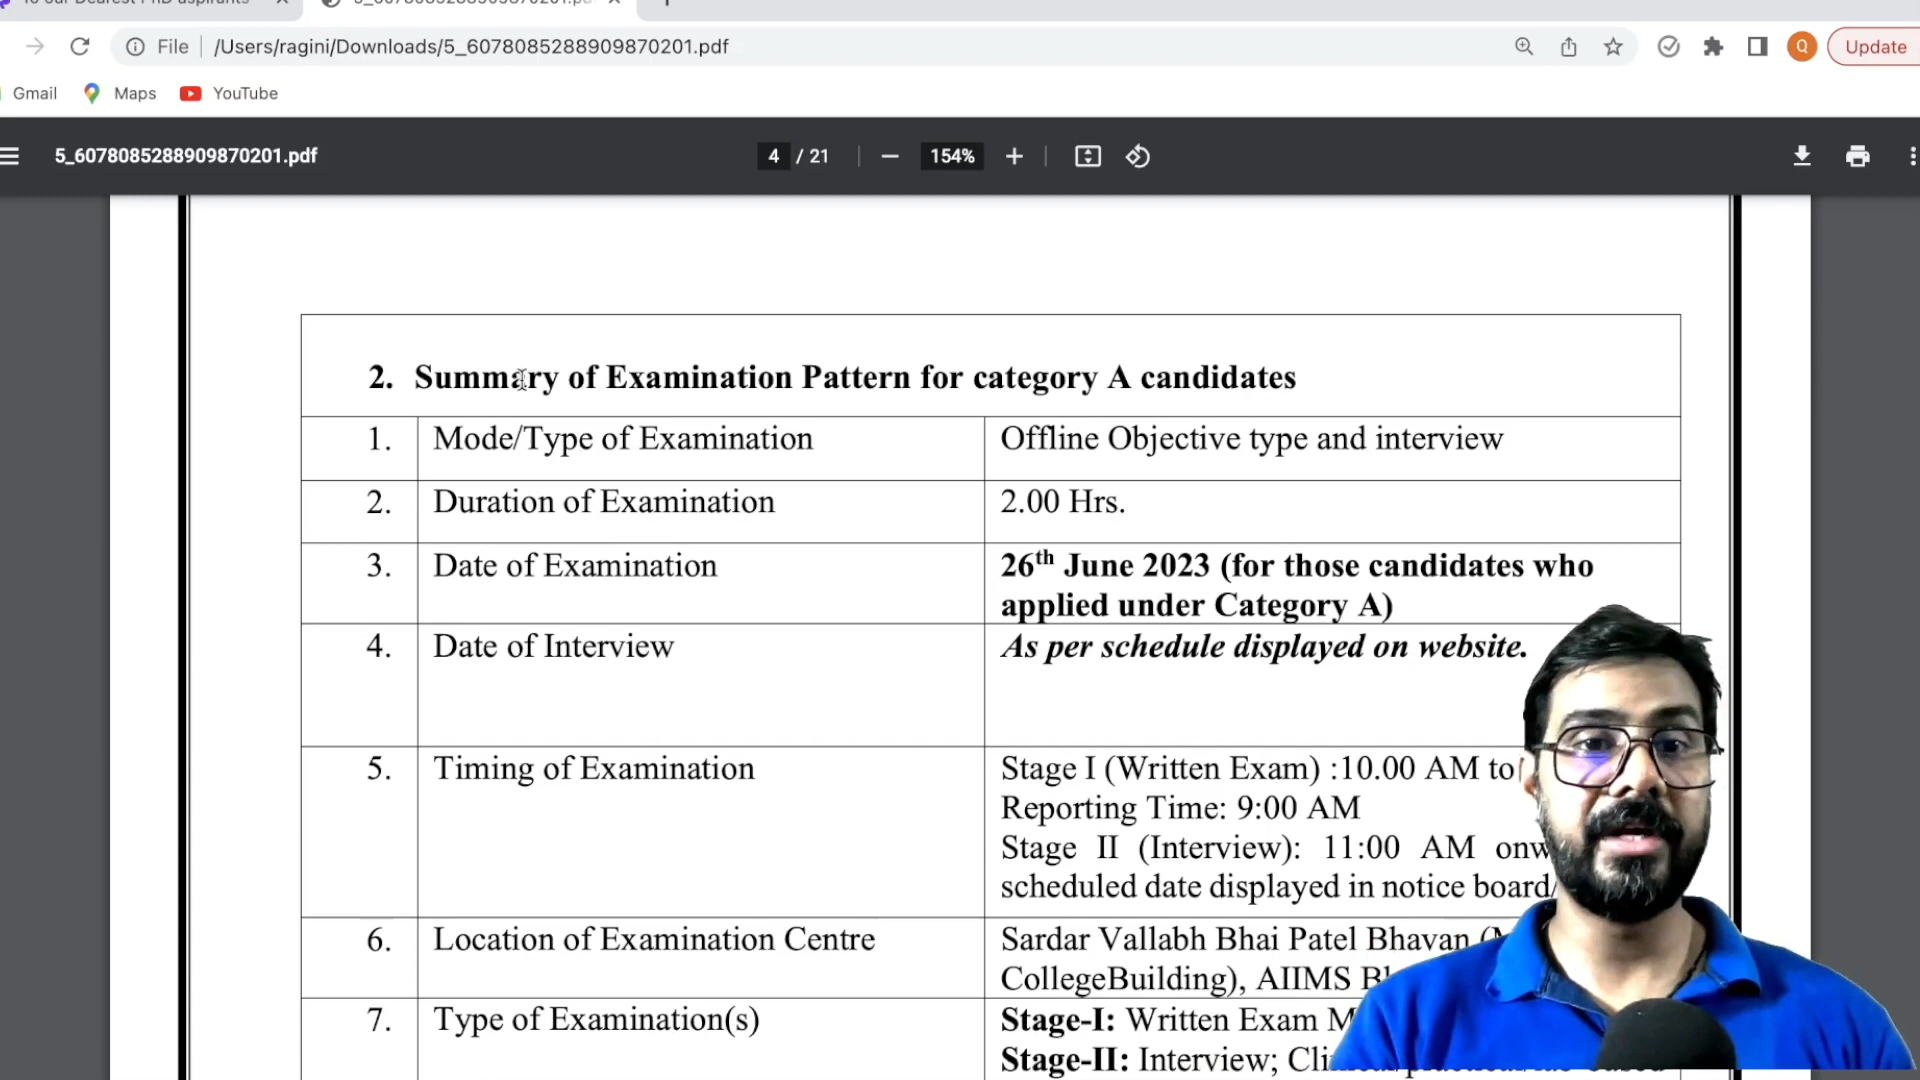 File /Users/ragini/Downloads/5_6078085288909870201.pdf Q Update
Gmail Maps YouTube
5_6078085288909870201.pdf 4 / 21 154%
2. Summary of Examination Pattern for category A candidates
1. Mode/Type of Examination Offline Objective type and interview
2. Duration of Examination 2.00 Hrs.
3. Date of Examination 26th June 2023 (for those candidates who
applied under Category A)
4. Date of Interview As per schedule displayed on website.
5. Timing of Examination Stage I (Written Exam) :10.00 AM to
Reporting Time: 9:00 AM
Stage II (Interview): 11:00 AM
scheduled date displayed in notice board/
6. Location of Examination Centre Sardar Vallabh Bhai Patel Bhavan
CollegeBuilding), AIIMS
7. Type of Examination(s) Stage-I: Written Exam
Stage-II: Interview;